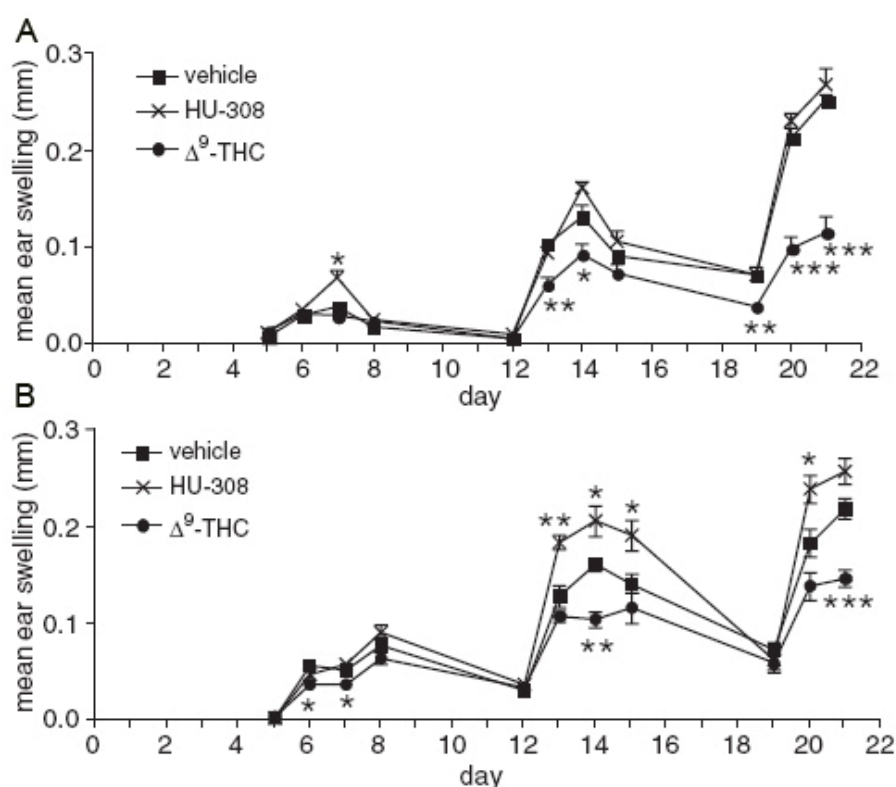 A
mean ear swelling (mm)
0.3
0.2
0.1
0.0
vehicle
HU-308
Δ⁹-THC
*
**
*
**
***
***
0 2 4 6 8 10 12 14 16 18 20 22
day
B
mean ear swelling (mm)
0.3
0.2
0.1
0.0
vehicle
HU-308
Δ⁹-THC
*
**
*
*
*
*
**
***
0 2 4 6 8 10 12 14 16 18 20 22
day